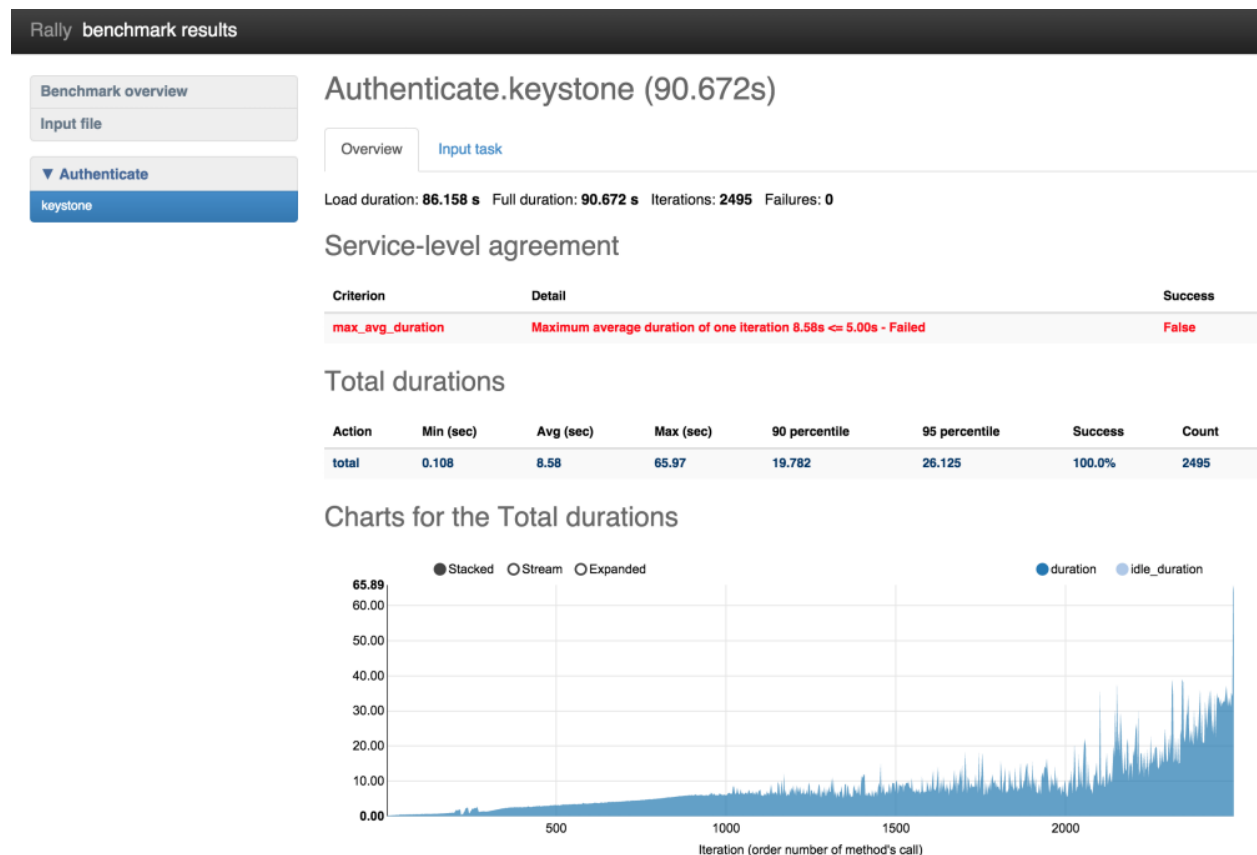 Rally benchmark results
Benchmark overview
Input file
▼ Authenticate
keystone
Authenticate.keystone (90.672s)
Overview Input task
Load duration: 86.158 s Full duration: 90.672 s Iterations: 2495 Failures: 0
Service-level agreement
Criterion Detail Success
max_avg_duration Maximum average duration of one iteration 8.58s <= 5.00s - Failed False
Total durations
Action Min (sec) Avg (sec) Max (sec) 90 percentile 95 percentile Success Count
total 0.108 8.58 65.97 19.782 26.125 100.0% 2495
Charts for the Total durations
Stacked Stream Expanded duration idle_duration
65.89
60.00
50.00
40.00
30.00
20.00
10.00
0.00
500 1000 1500 2000
Iteration (order number of method's call)